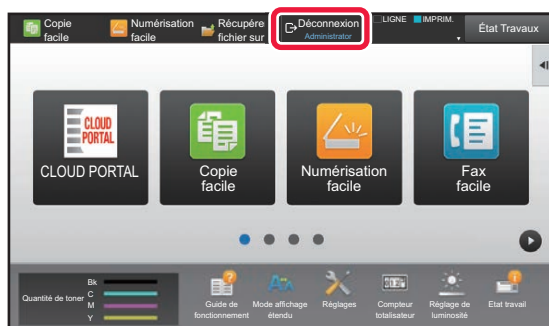 Copie
facile
Numérisation
facile
Récupére
fichier sur
Déconnexion
Administrator
LIGNE
IMPRIM.
État Travaux
CLOUD
PORTAL
CLOUD PORTAL
Copie
facile
Numérisation
facile
Fax
facile
Quantité de toner
Bk
C
M
Y
Guide de
fonctionnement
Mode affichage
étendu
Réglages
Compteur
totalisateur
Réglage de
luminosité
Etat travail